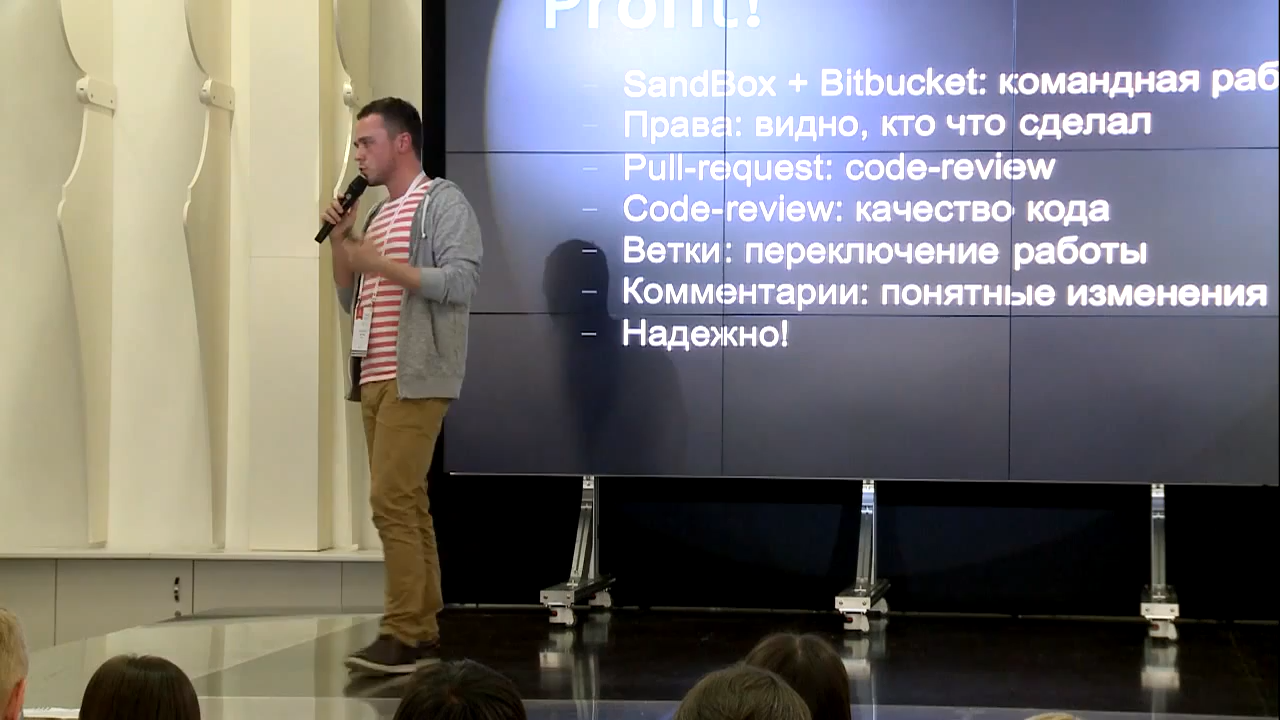 Profit!
– SandBox + Bitbucket: командная раб
– Права: видно, кто что сделал
– Pull-request: code-review
– Code-review: качество кода
– Ветки: переключение работы
– Комментарии: понятные изменения
– Надежно!